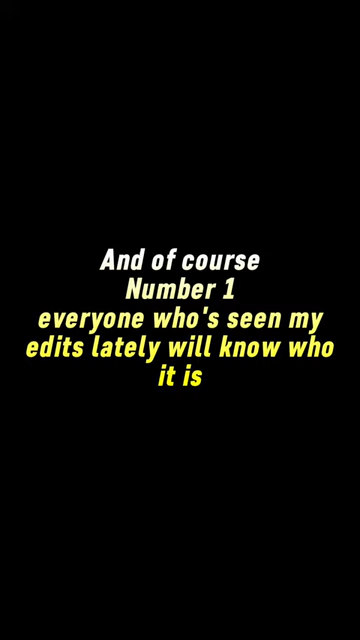 And of course
Number 1
everyone who's seen my
edits lately will know who
it is